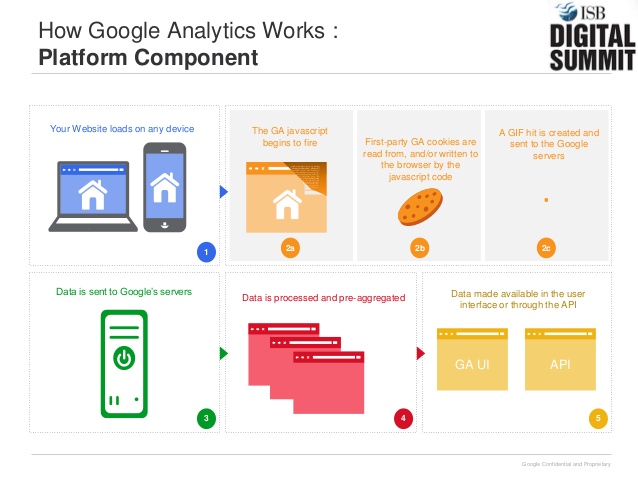 How Google Analytics Works :
Platform Component
ISB
DIGITAL
SUMMIT
Your Website loads on any device
1
The GA javascript
begins to fire
2a
First-party GA cookies are
read from, and/or written to
the browser by the
javascript code
2b
A GIF hit is created and
sent to the Google
servers
2c
Data is sent to Google's servers
3
Data is processed and pre-aggregated
4
Data made available in the user
interface or through the API
GA UI
API
5
Google Confidential and Proprietary